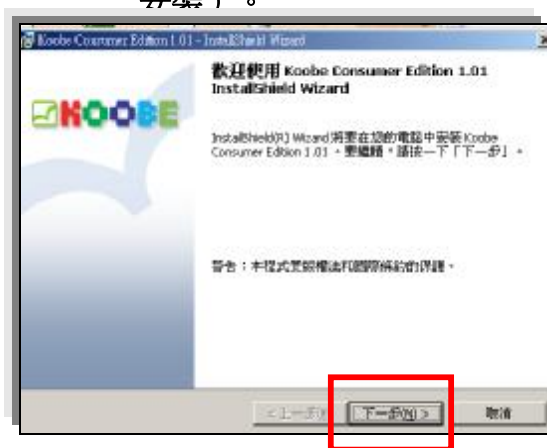 Koobe Consumer Edition 1.01 - InstallShield Wizard
歡迎使用 Koobe Consumer Edition 1.01
InstallShield Wizard
KOOBE
InstallShield(R) Wizard 將要在您的電腦中安裝 Koobe
Consumer Edition 1.01。要繼續,請按一下「下一步」。
警告：本程式受著權法和國際條約的保護。
<上一步(
下一步(N) >
取消